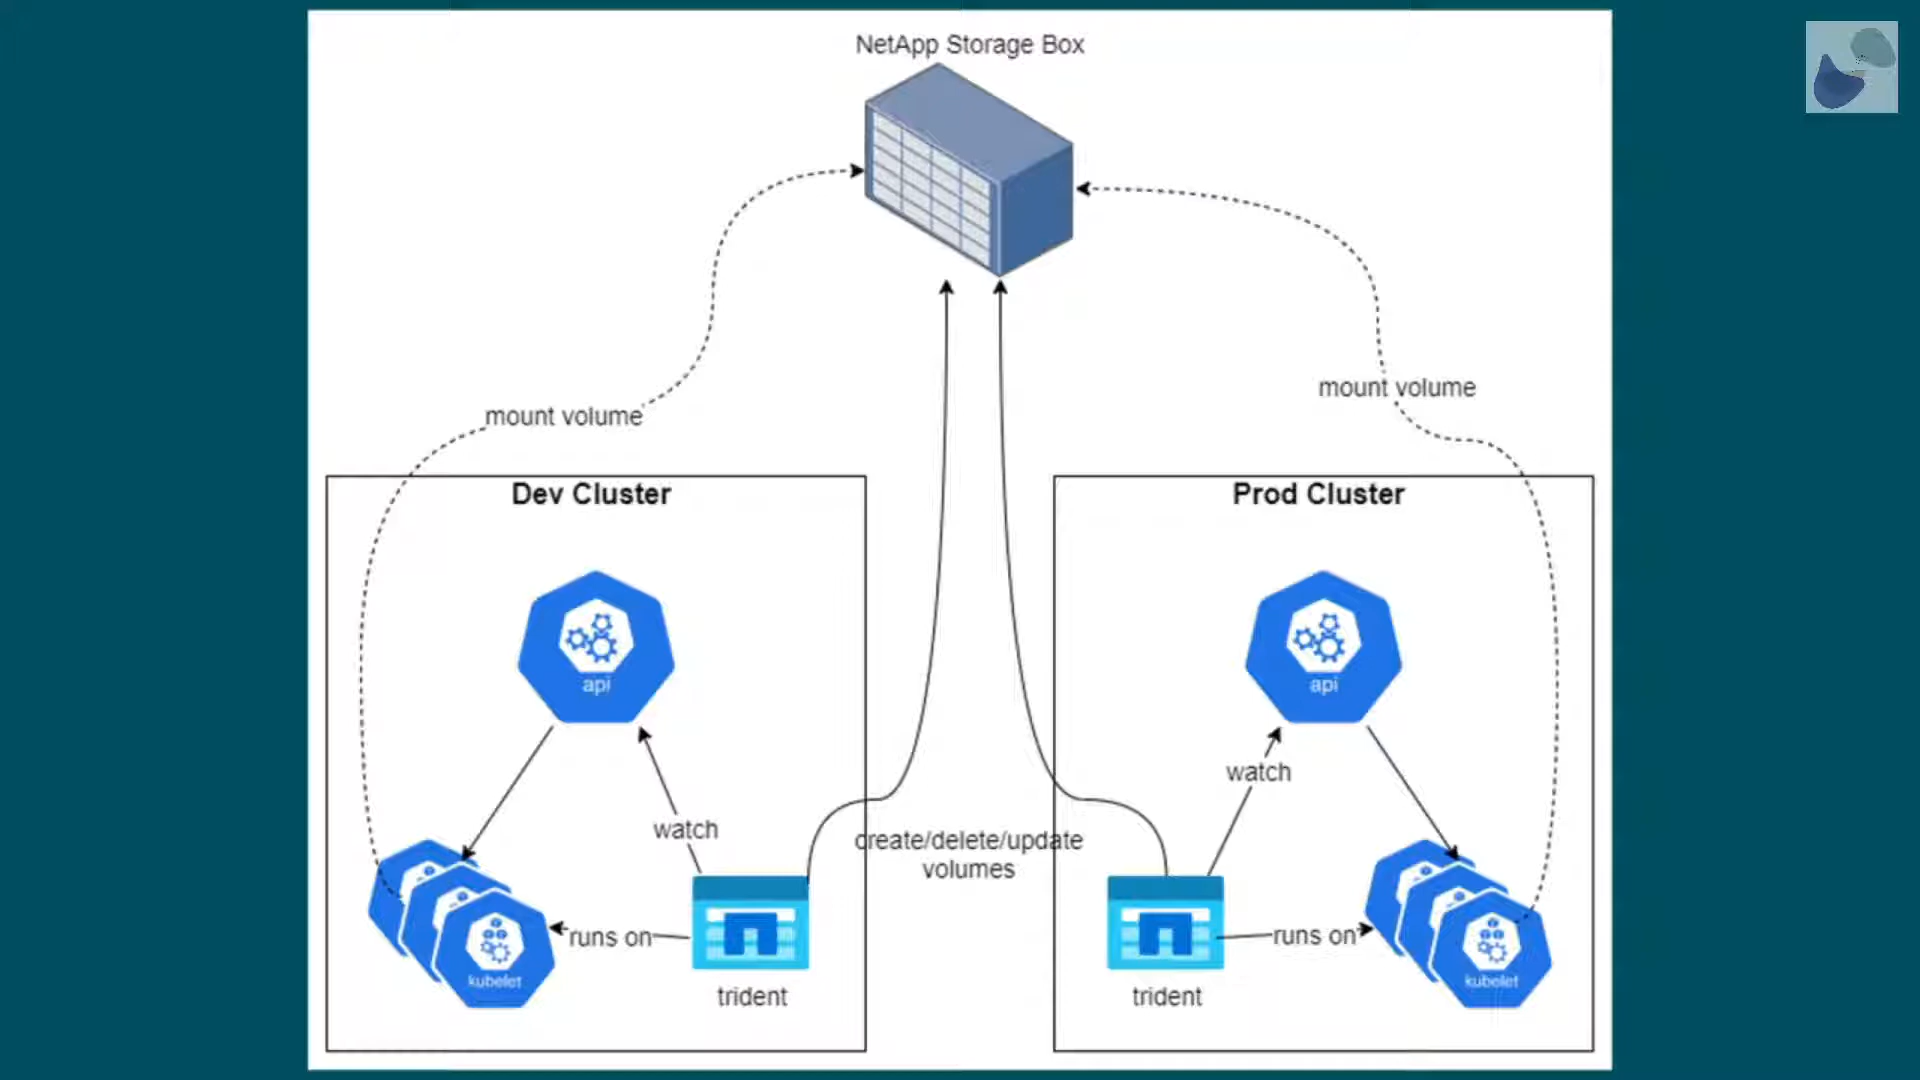 NetApp Storage Box
mount volume
mount volume
Dev Cluster
Prod Cluster
api
api
watch
watch
create/delete/update
volumes
runs on
runs on
kubelet
kubelet
trident
trident